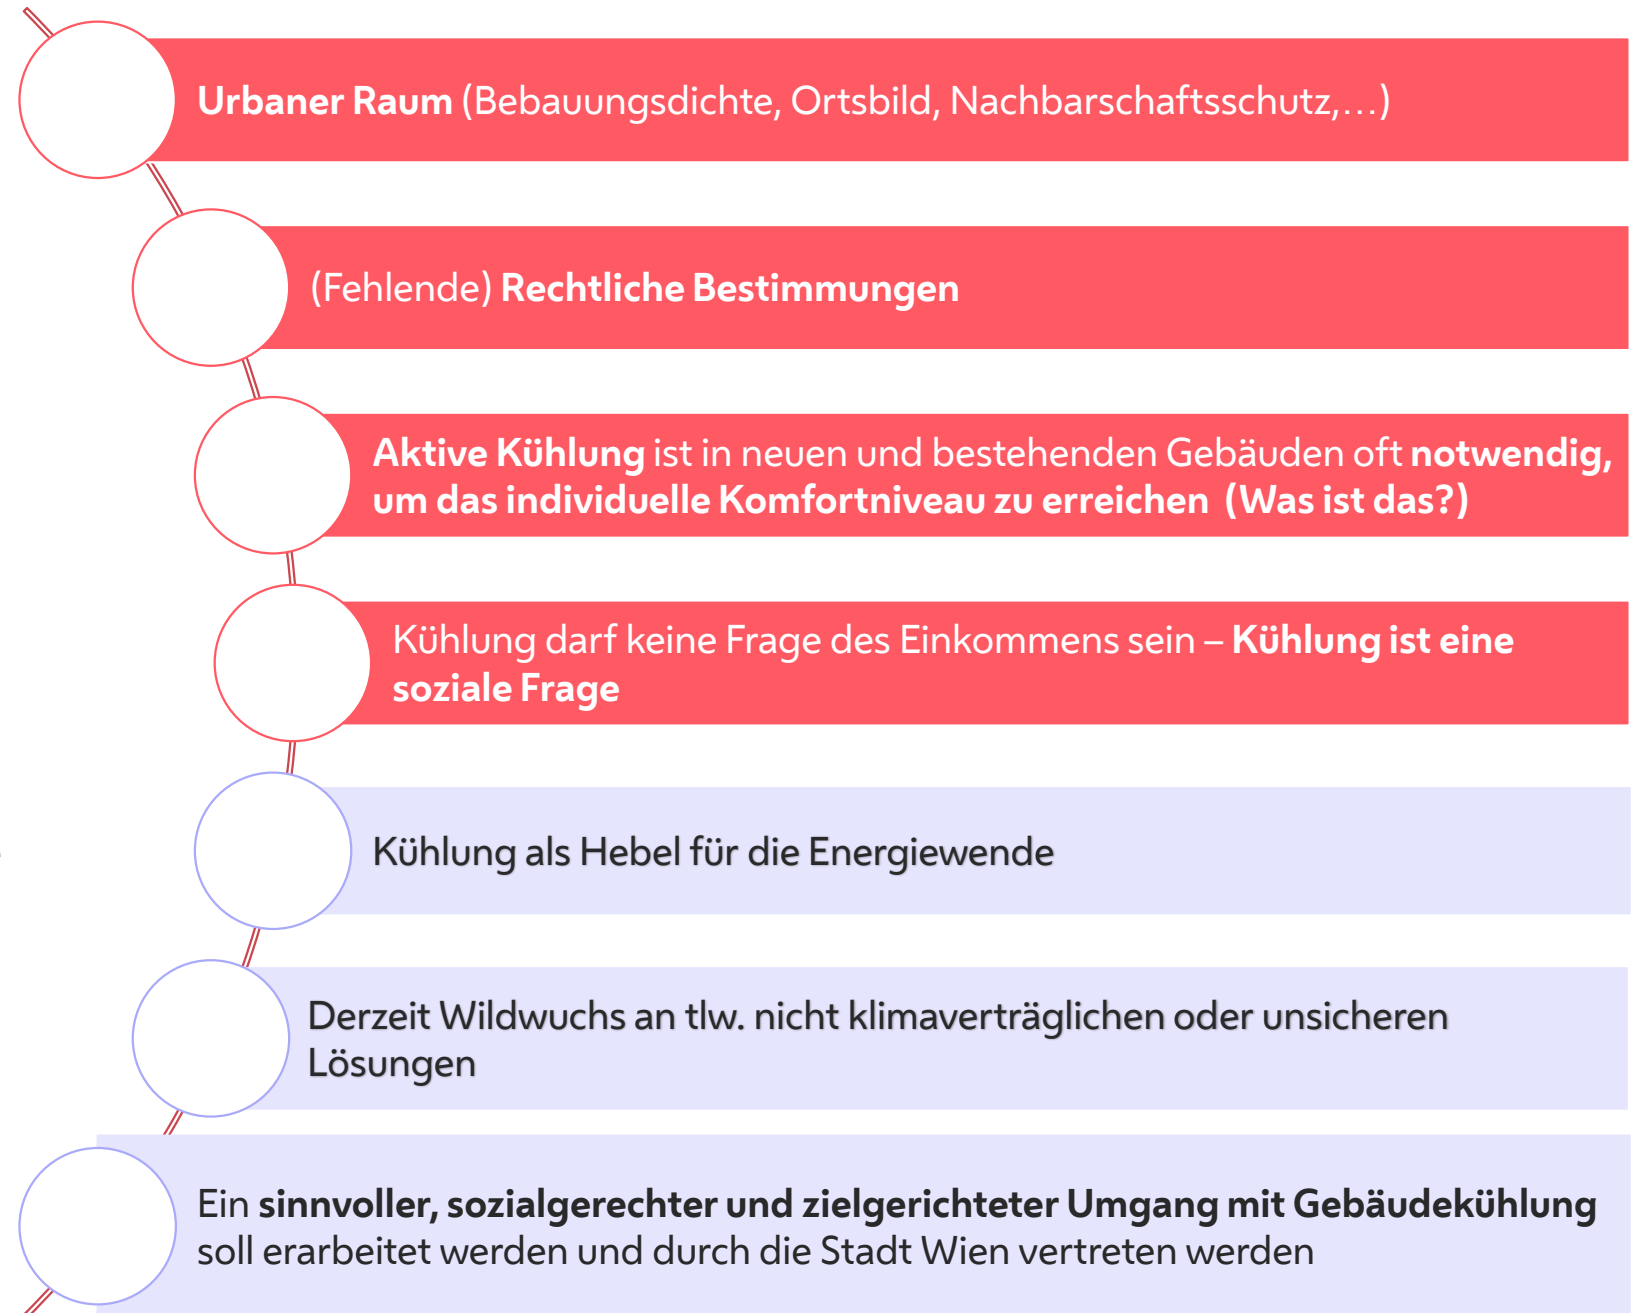 Urbaner Raum (Bebauungsdichte, Ortsbild, Nachbarschaftsschutz,…)
(Fehlende) Rechtliche Bestimmungen
Aktive Kühlung ist in neuen und bestehenden Gebäuden oft notwendig,
um das individuelle Komfortniveau zu erreichen (Was ist das?)
Kühlung darf keine Frage des Einkommens sein – Kühlung ist eine
soziale Frage
Kühlung als Hebel für die Energiewende
Derzeit Wildwuchs an tlw. nicht klimaverträglichen oder unsicheren
Lösungen
Ein sinnvoller, sozialgerechter und zielgerichteter Umgang mit Gebäudekühlung
soll erarbeitet werden und durch die Stadt Wien vertreten werden